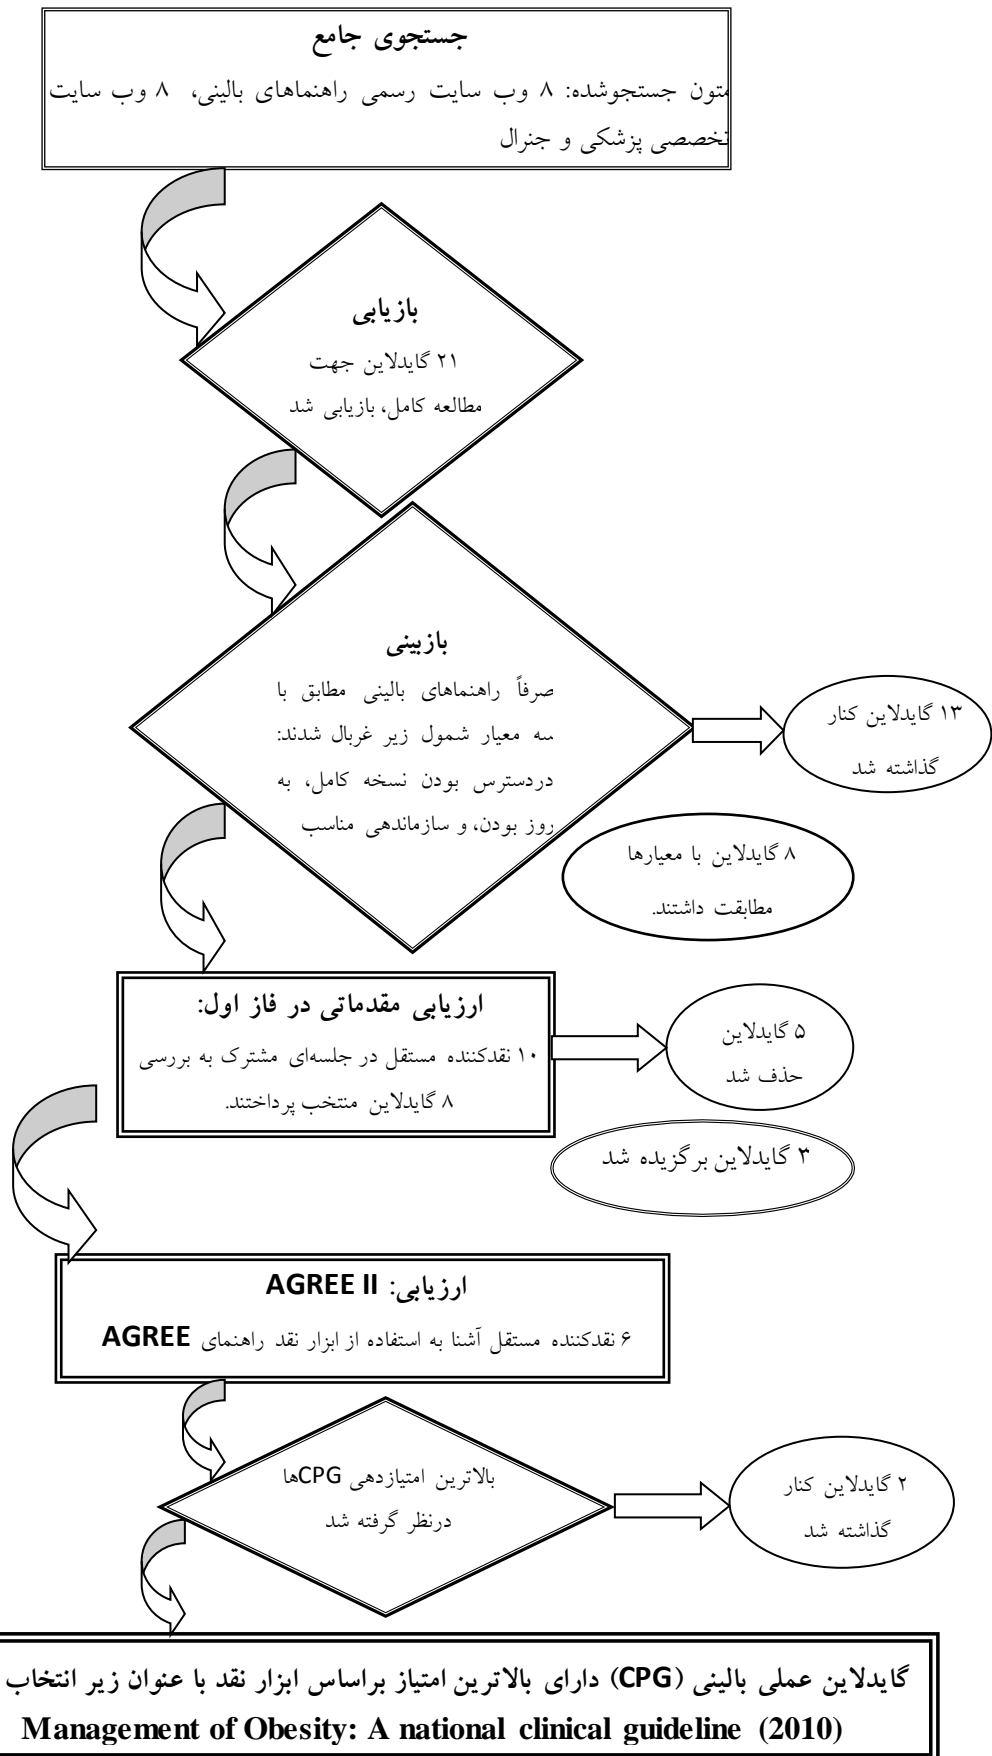 جستجوی جامع
متون جستجوشده: ۸ وب سایت رسمی راهنماهای بالینی، ۸ وب سایت
تخصصی پزشکی و جنرال
بازیابی
۲۱ گایدلاین جهت
مطالعه کامل، بازیابی شد
بازبینی
صرفاً راهنماهای بالینی مطابق با
سه معیار شمول زیر غربال شدند:
دردسترس بودن نسخه کامل، به
روز بودن، و سازماندهی مناسب
۱۳ گایدلاین کنار
گذاشته شد
۸ گایدلاین با معیارها
مطابقت داشتند.
ارزیابی مقدماتی در فاز اول:
۱۰ نقدکننده مستقل در جلسه‌ای مشترک به بررسی
۸ گایدلاین منتخب پرداختند.
۵ گایدلاین
حذف شد
۳ گایدلاین برگزیده شد
ارزیابی: AGREE II
۶ نقدکننده مستقل آشنا به استفاده از ابزار نقد راهنمای AGREE
بالاترین امتیازدهی CPGها
درنظر گرفته شد
۲ گایدلاین کنار
گذاشته شد
گایدلاین عملی بالینی (CPG) دارای بالاترین امتیاز براساس ابزار نقد با عنوان زیر انتخاب
Management of Obesity: A national clinical guideline (2010)